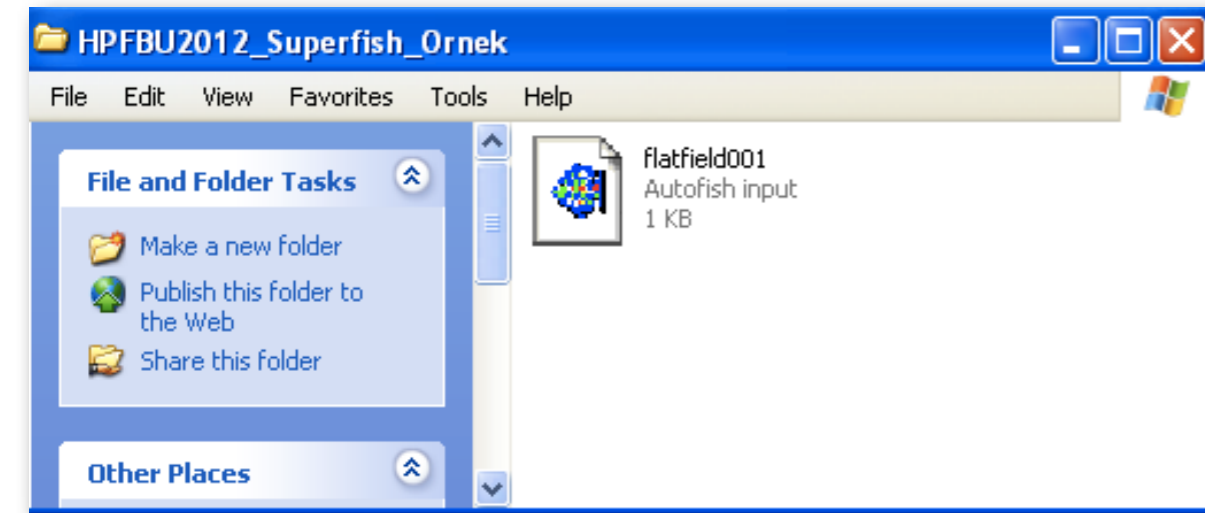 HPFBU2012_Superfish_Ornek
File Edit View Favorites Tools Help
File and Folder Tasks
Make a new folder
Publish this folder to
the Web
Share this folder
Other Places
flatfield001
Autofish input
1 KB